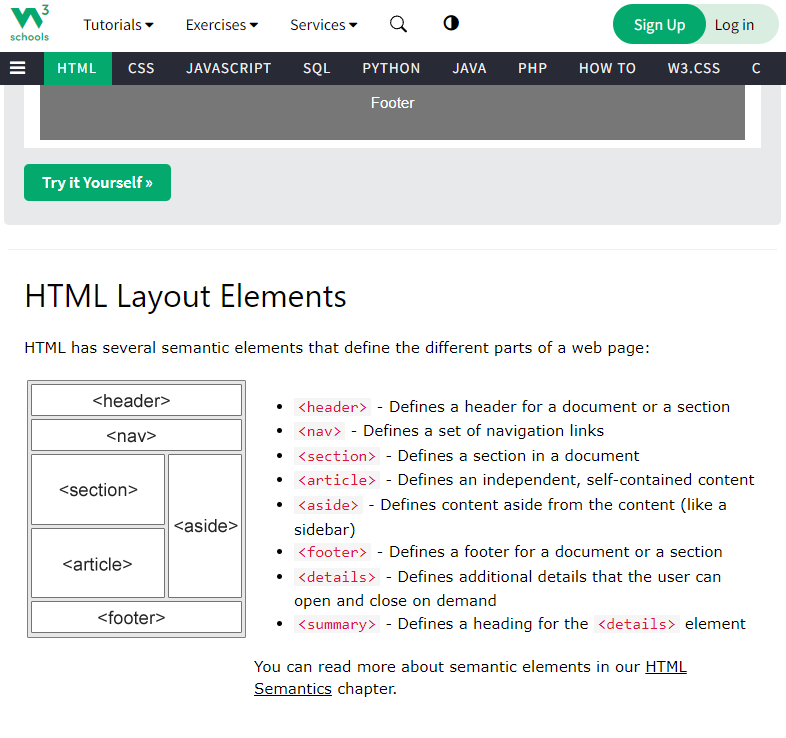 W3 schools
Tutorials Exercises Services Sign Up Log in
HTML CSS JAVASCRIPT SQL PYTHON JAVA PHP HOW TO W3.CSS C
Footer
Try it Yourself »
HTML Layout Elements
HTML has several semantic elements that define the different parts of a web page:
<header>
<nav>
<section>
<aside>
<article>
<footer>
<header> - Defines a header for a document or a section
<nav> - Defines a set of navigation links
<section> - Defines a section in a document
<article> - Defines an independent, self-contained content
<aside> - Defines content aside from the content (like a
sidebar)
<footer> - Defines a footer for a document or a section
<details> - Defines additional details that the user can
open and close on demand
<summary> - Defines a heading for the <details> element
You can read more about semantic elements in our HTML
Semantics chapter.